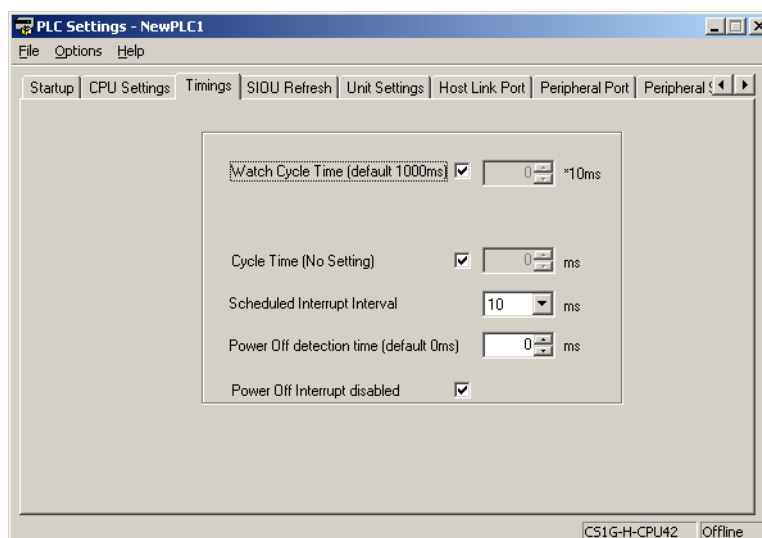 PLC Settings - NewPLC1
File Options Help
Startup CPU Settings Timings SIOU Refresh Unit Settings Host Link Port Peripheral Port Peripheral
Watch Cycle Time (default 1000ms) 0 *10ms
Cycle Time (No Setting) 0 ms
Scheduled Interrupt Interval 10 ms
Power Off detection time (default 0ms) 0 ms
Power Off Interrupt disabled
CS1G-H-CPU42 Offline